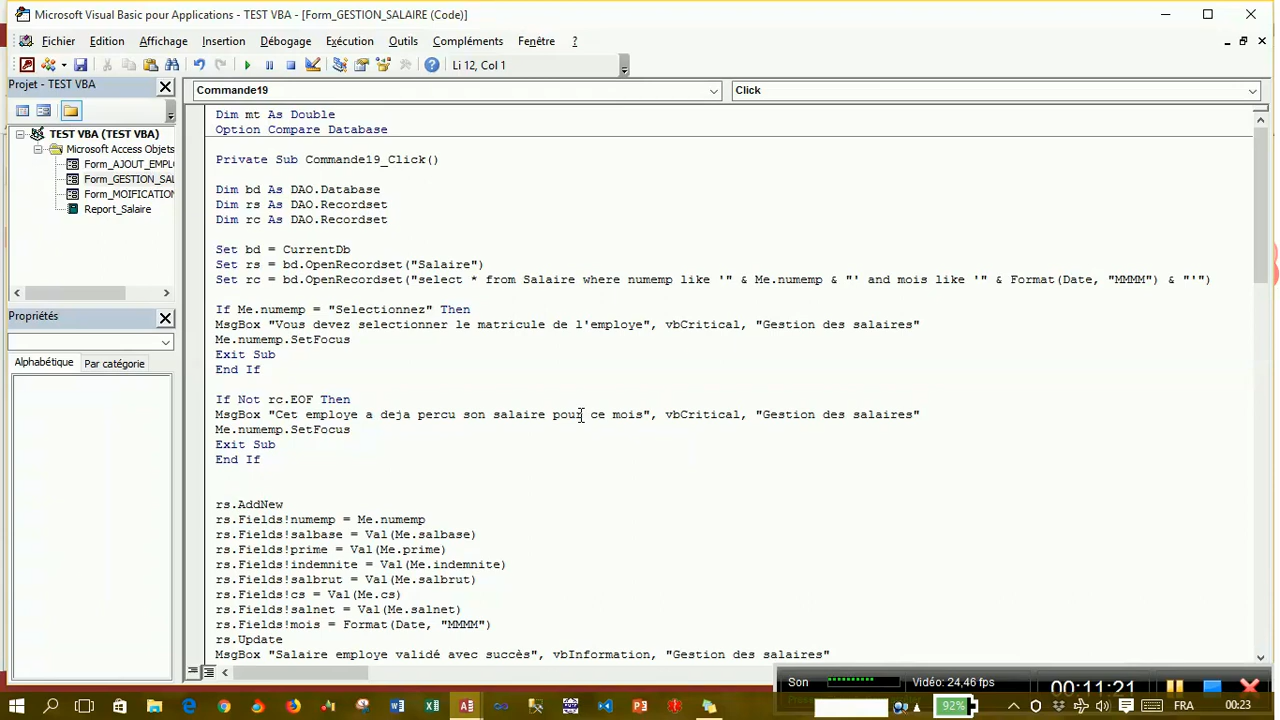 Microsoft Visual Basic pour Applications - TEST VBA - [Form_GESTION_SALAIRE (Code)]
Fichier Edition Affichage Insertion Débogage Exécution Outils Compléments Fenêtre ?
Li 12, Col 1
Projet - TEST VBA
Commande19 Click
TEST VBA (TEST VBA)
Microsoft Access Objets
Form_AJOUT_EMPL
Form_GESTION_SAL
Form_MOIFICATION
Report_Salaire
Propriétés
Alphabétique Par catégorie
Dim mt As Double
Option Compare Database
Private Sub Commande19_Click()
Dim bd As DAO.Database
Dim rs As DAO.Recordset
Dim rc As DAO.Recordset
Set bd = CurrentDb
Set rs = bd.OpenRecordset("Salaire")
Set rc = bd.OpenRecordset("select * from Salaire where numemp like '" & Me.numemp & "' and mois like '" & Format(Date, "MMMM") & "'")
If Me.numemp = "Selectionnez" Then
MsgBox "Vous devez selectionner le matricule de l'employe", vbCritical, "Gestion des salaires"
Me.numemp.SetFocus
Exit Sub
End If
If Not rc.EOF Then
MsgBox "Cet employe a deja percu son salaire pour ce mois", vbCritical, "Gestion des salaires"
Me.numemp.SetFocus
Exit Sub
End If
rs.AddNew
rs.Fields!numemp = Me.numemp
rs.Fields!salbase = Val(Me.salbase)
rs.Fields!prime = Val(Me.prime)
rs.Fields!indemnite = Val(Me.indemnite)
rs.Fields!salbrut = Val(Me.salbrut)
rs.Fields!cs = Val(Me.cs)
rs.Fields!salnet = Val(Me.salnet)
rs.Fields!mois = Format(Date, "MMMM")
rs.Update
MsgBox "Salaire employe validé avec succès", vbInformation, "Gestion des salaires"
Son Vidéo: 24,46 fps 00:11:21
92% FRA 00:23